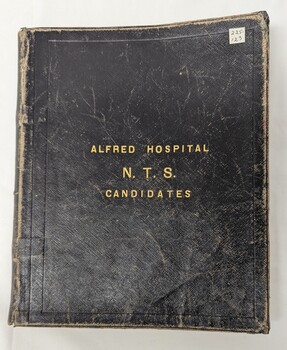 ALFRED HOSPITAL
N. T. S.
CANDIDATES